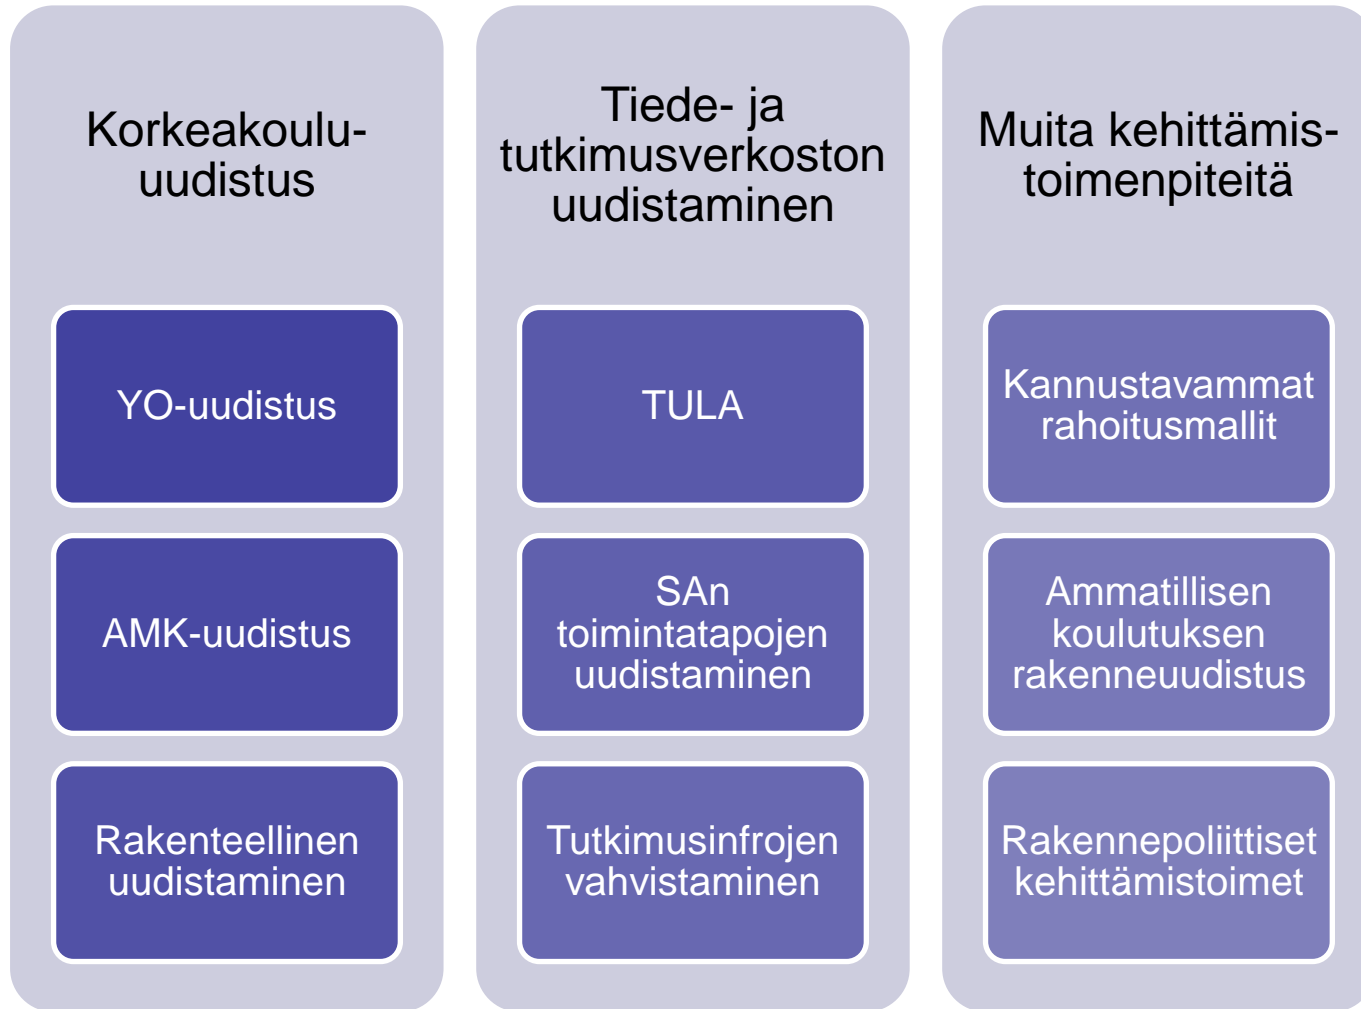 Korkeakoulu-
uudistus
YO-uudistus
AMK-uudistus
Rakenteellinen
uudistaminen
Tiede- ja
tutkimusverkoston
uudistaminen
TULA
SAn
toimintatapojen
uudistaminen
Tutkimusinfrojen
vahvistaminen
Muita kehittämis-
toimenpiteitä
Kannustavammat
rahoitusmallit
Ammatillisen
koulutuksen
rakenneuudistus
Rakennepoliittiset
kehittämistoimet